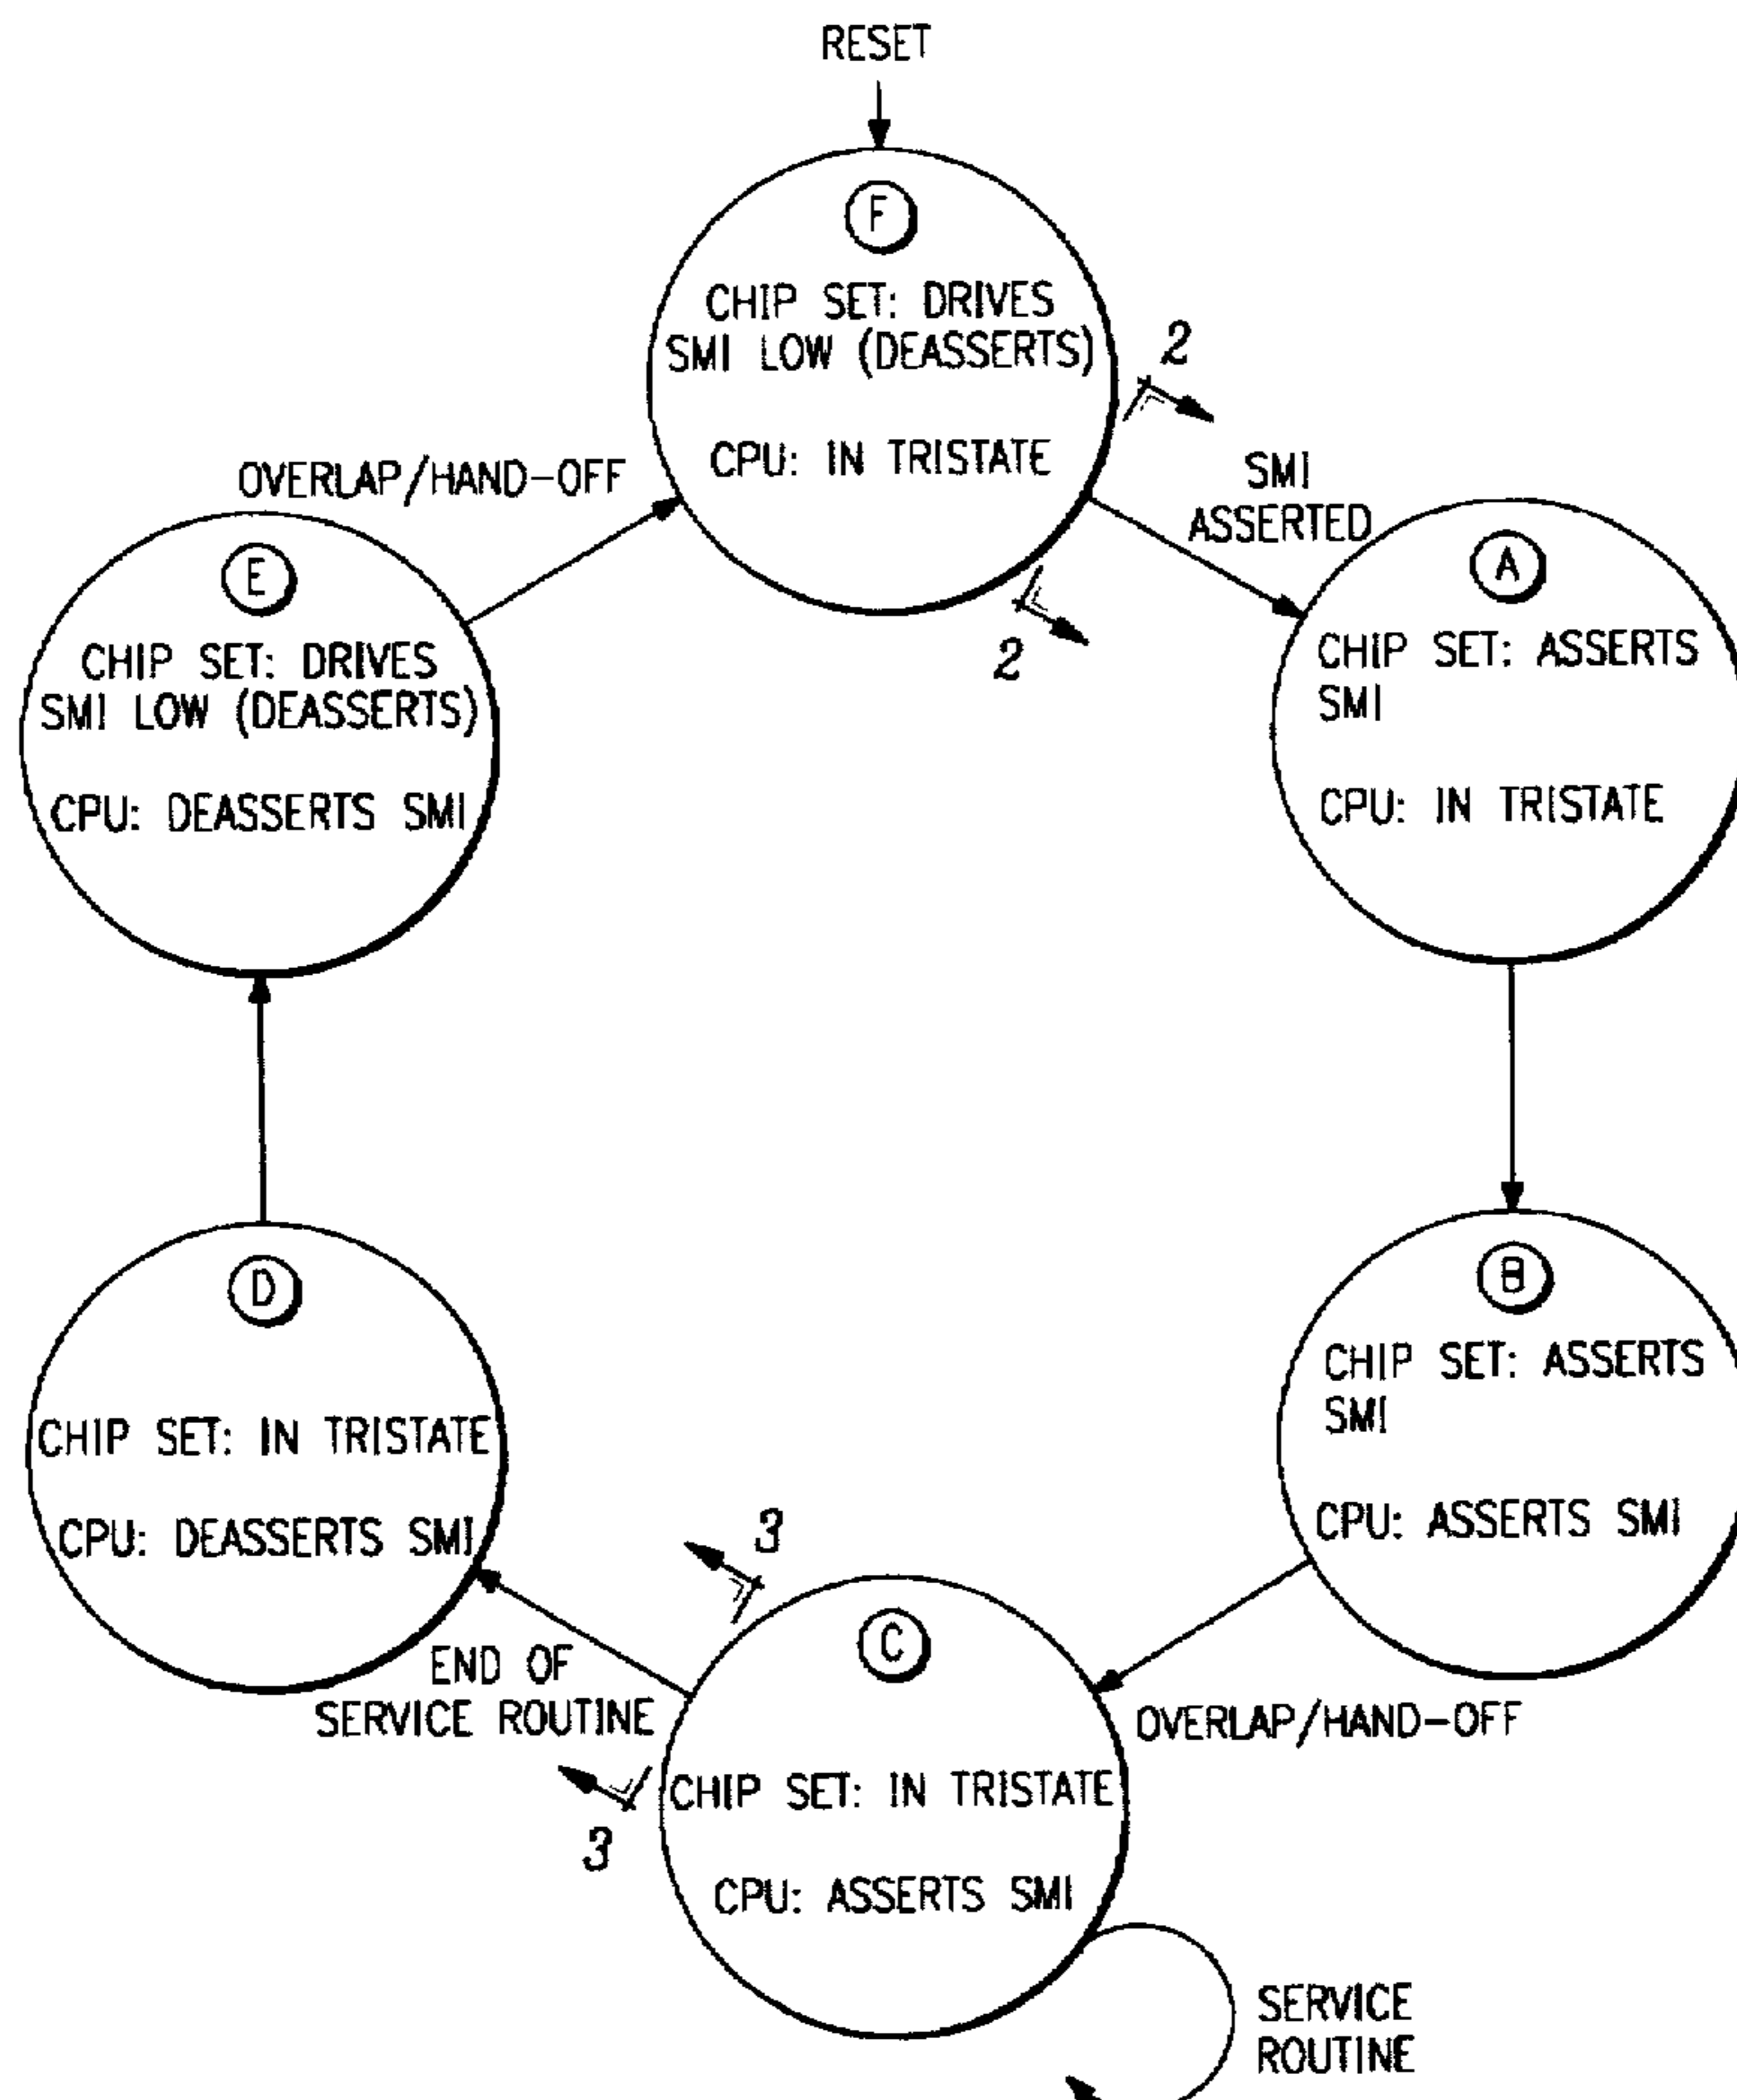 RESET
F
CHIP SET: DRIVES
SMI LOW (DEASSERTS)
CPU: IN TRISTATE
2
2
SMI
ASSERTED
A
CHIP SET: ASSERTS
SMI
CPU: IN TRISTATE
B
CHIP SET: ASSERTS
SMI
CPU: ASSERTS SMI
OVERLAP/HAND-OFF
C
CHIP SET: IN TRISTATE
CPU: ASSERTS SMI
SERVICE
ROUTINE
3
3
END OF
SERVICE ROUTINE
D
CHIP SET: IN TRISTATE
CPU: DEASSERTS SMI
E
CHIP SET: DRIVES
SMI LOW (DEASSERTS)
CPU: DEASSERTS SMI
OVERLAP/HAND-OFF